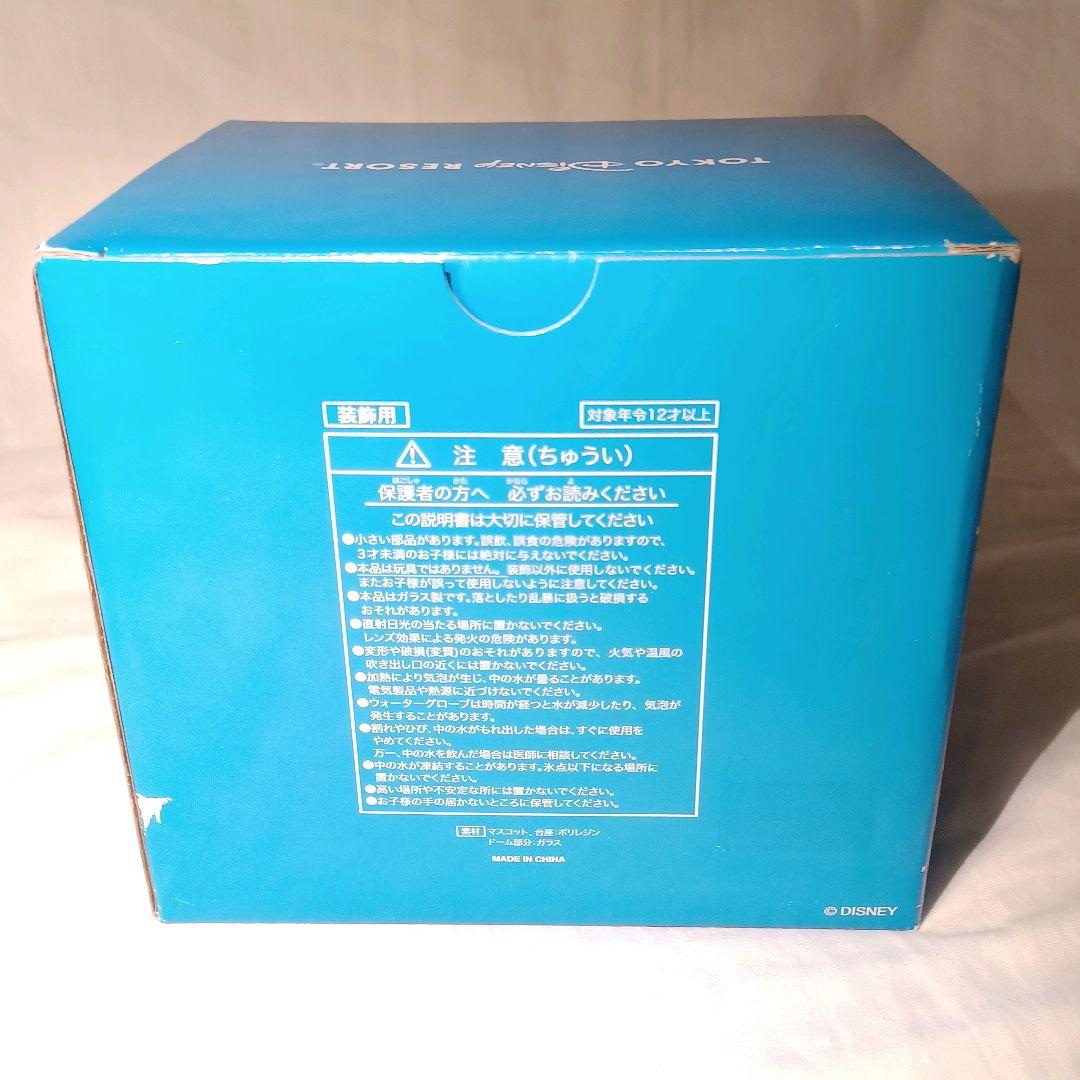 TOKYO Disney RESORT®
装飾用
対象年令12才以上
⚠ 注 意(ちゅうい)
ほごしゃ かた かなら よ
保護者の方へ 必ずお読みください
この説明書は大切に保管してください
●小さい部品があります。誤飲、誤食の危険がありますので、
3才未満のお子様には絶対に与えないでください。
●本品は玩具ではありません。装飾以外に使用しないでください。
またお子様が誤って使用しないように注意してください。
●本品はガラス製です。落としたり乱暴に扱うと破損する
おそれがあります。
●直射日光の当たる場所に置かないでください。
レンズ効果による発火の危険があります。
●変形や破損(変質)のおそれがありますので、火気や温風の
吹き出し口の近くには置かないでください。
●加熱により気泡が生じ、中の水が曇ることがあります。
電気製品や熱源に近づけないでください。
●ウォーターグローブは時間が経つと水が減少したり、気泡が
発生することがあります。
●割れやひび、中の水がもれ出した場合は、すぐに使用を
やめてください。
万一、中の水を飲んだ場合は医師に相談してください。
●中の水が凍結することがあります。氷点以下になる場所に
置かないでください。
●高い場所や不安定な所には置かないでください。
●お子様の手の届かないところに保管してください。
素材 マスコット、台座:ポリレジン
ドーム部分:ガラス
MADE IN CHINA
© DISNEY